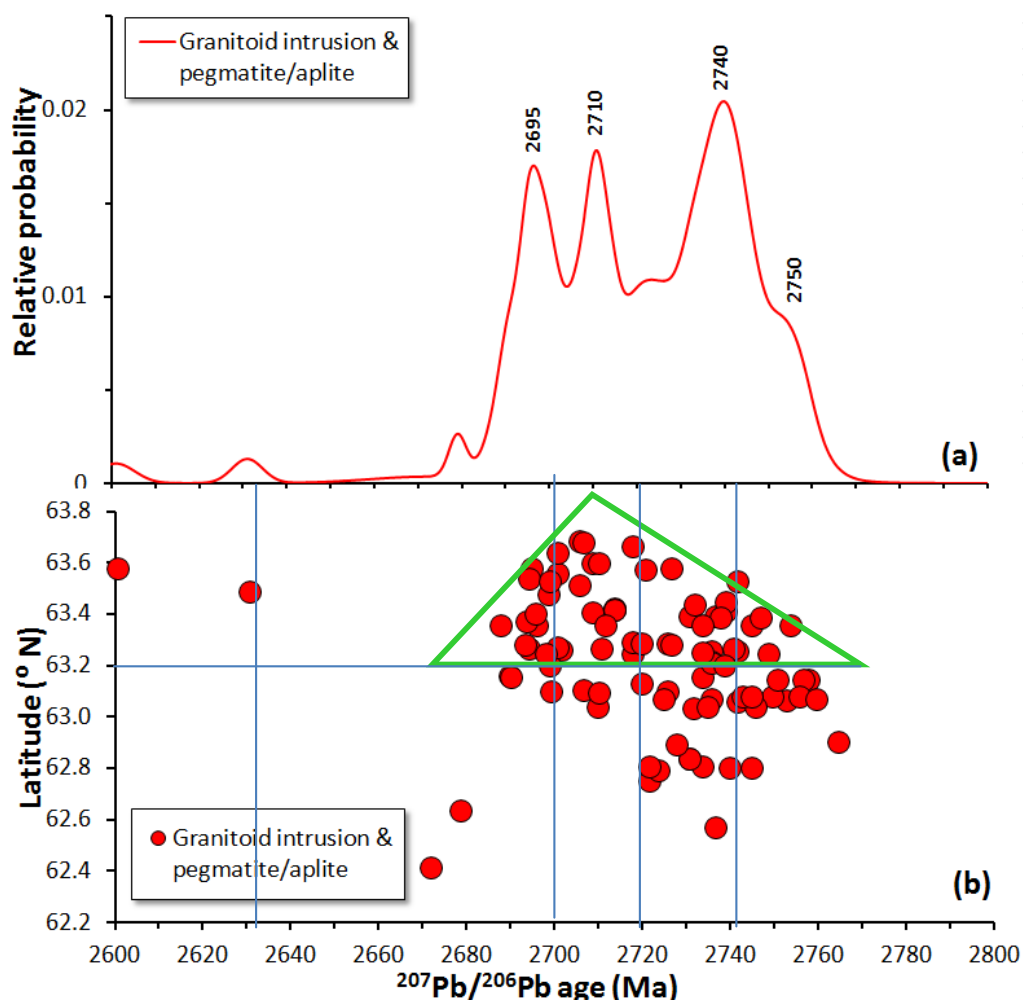 Granitoid intrusion &
pegmatite/aplite
Relative probability
0.02
0.01
0
2695
2710
2740
2750
(a)
63.8
63.6
63.4
63.2
63.0
62.8
62.6
62.4
62.2
Latitude (° N)
Granitoid intrusion &
pegmatite/aplite
(b)
2600 2620 2640 2660 2680 2700 2720 2740 2760 2780 2800
²⁰⁷Pb/²⁰⁶Pb age (Ma)